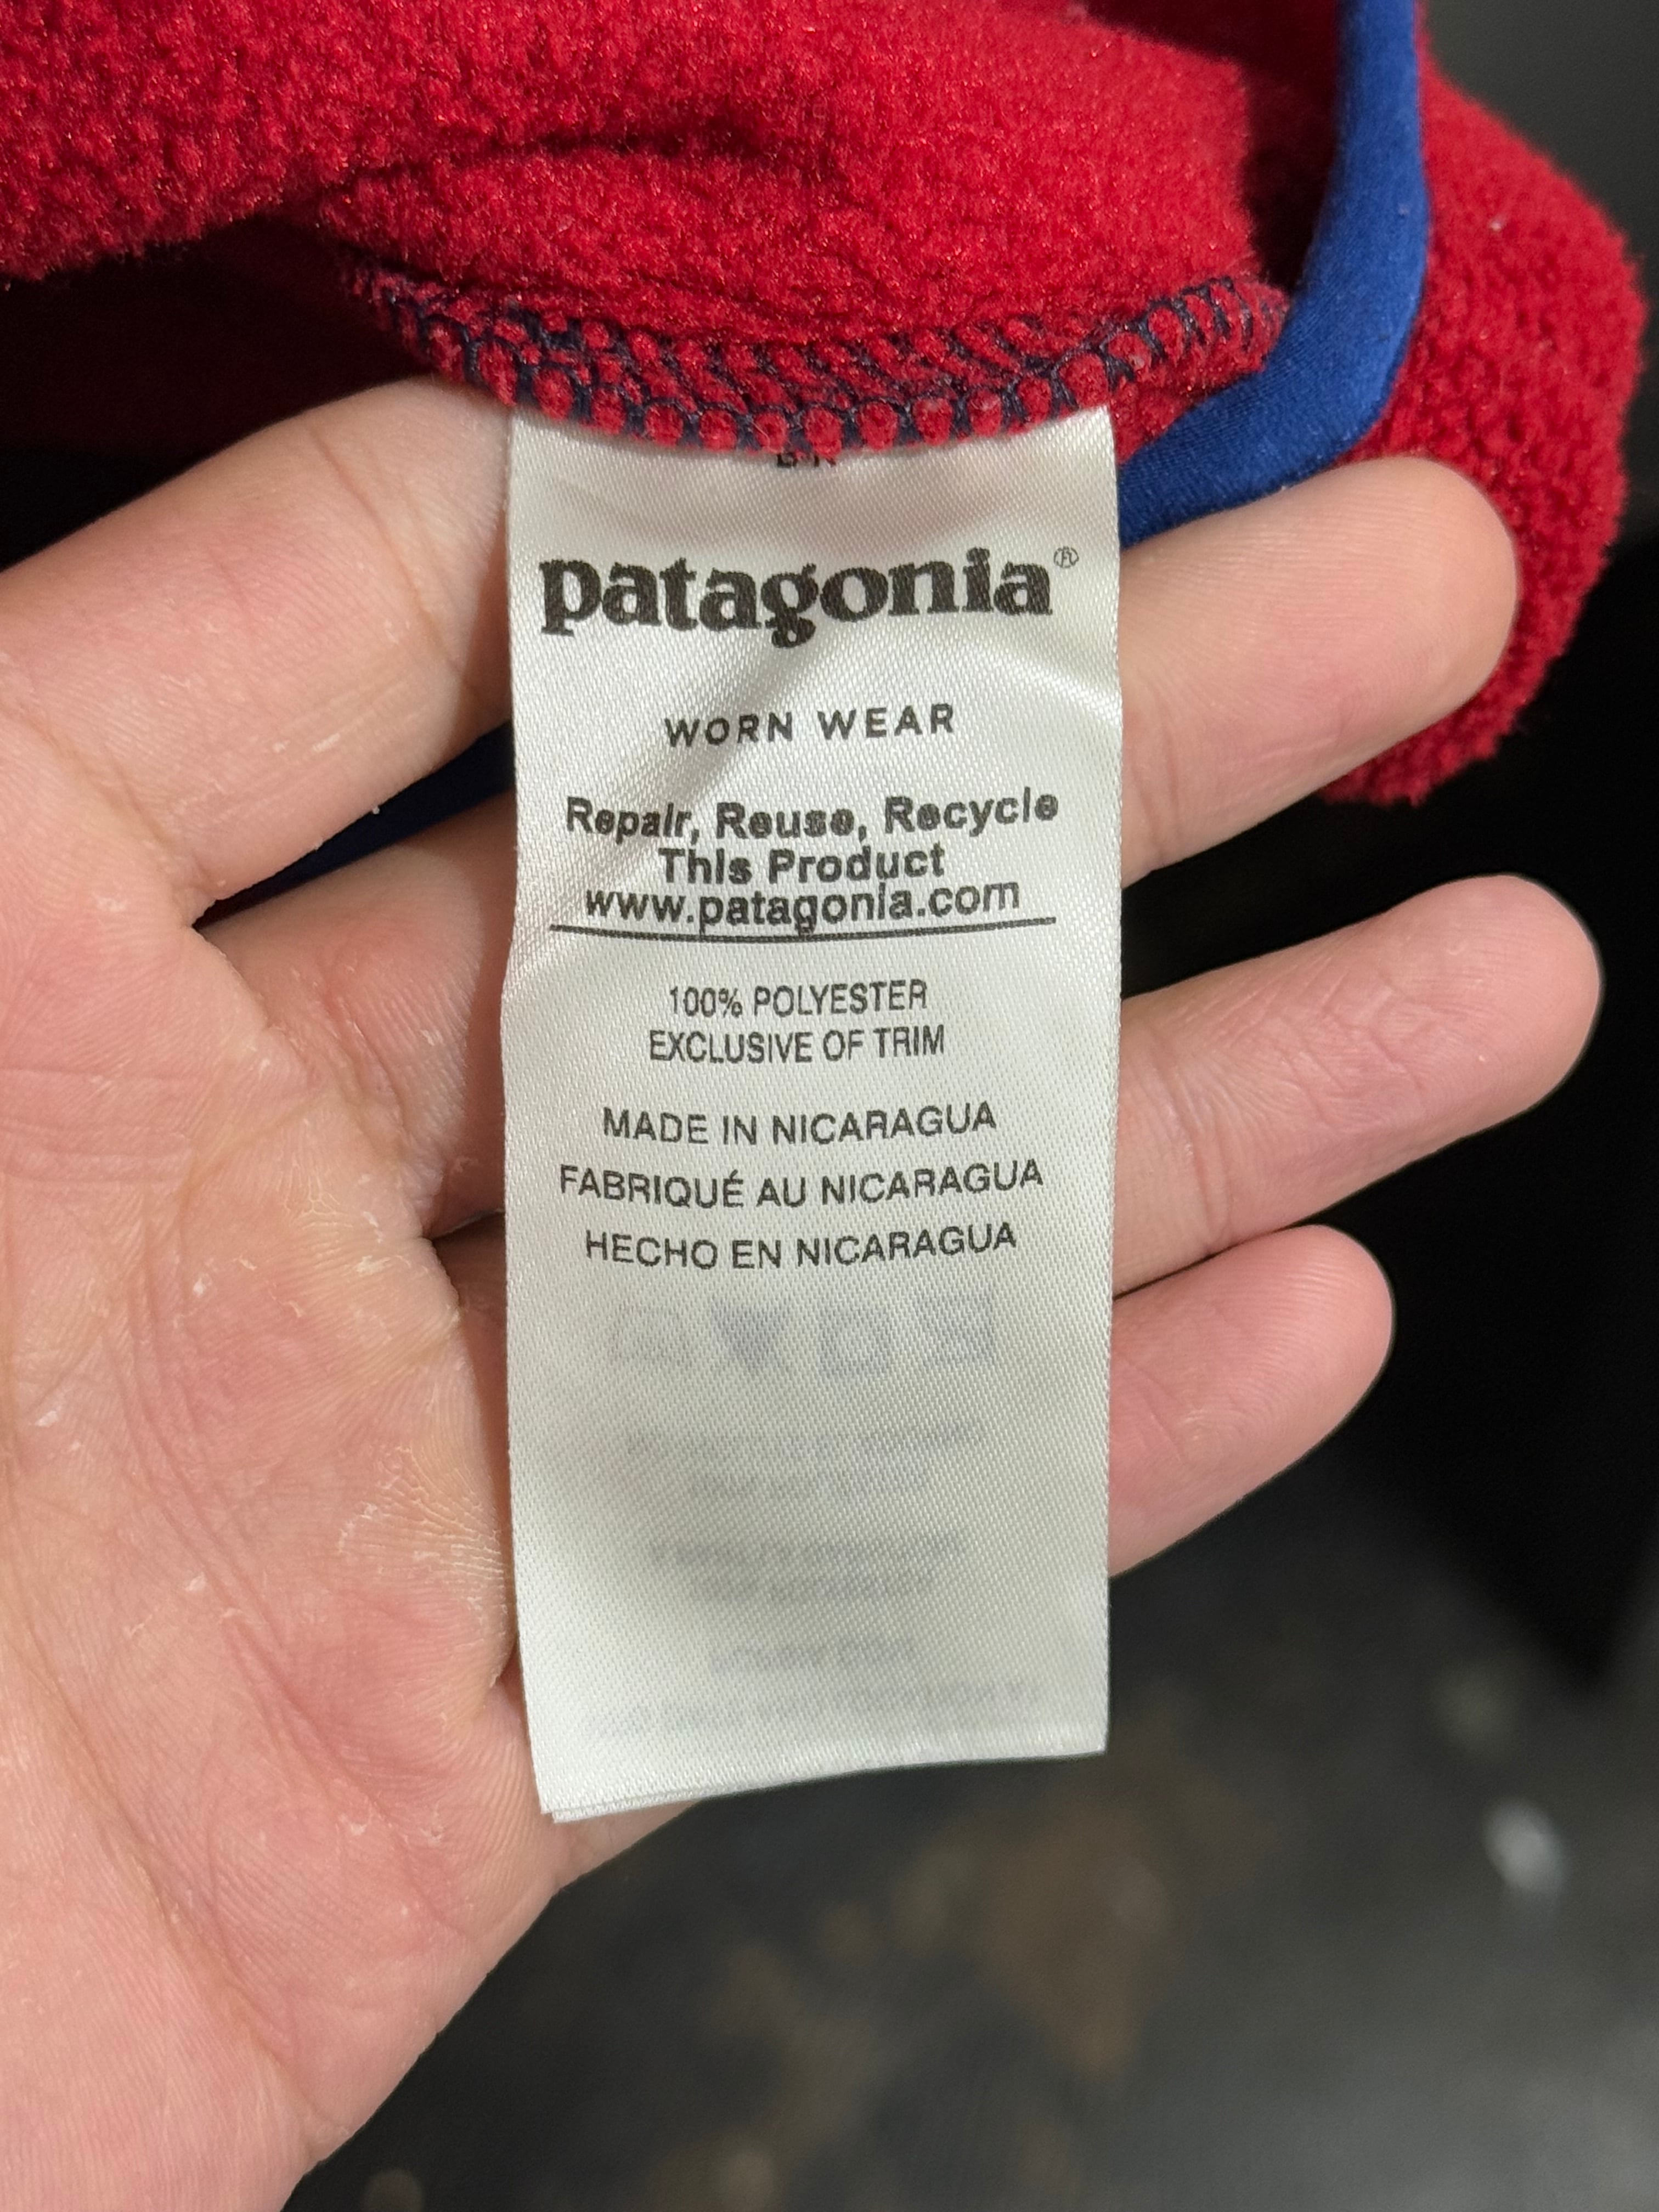 patagonia®
WORN WEAR
Repair, Reuse, Recycle
This Product
www.patagonia.com
100% POLYESTER
EXCLUSIVE OF TRIM
MADE IN NICARAGUA
FABRIQUÉ AU NICARAGUA
HECHO EN NICARAGUA